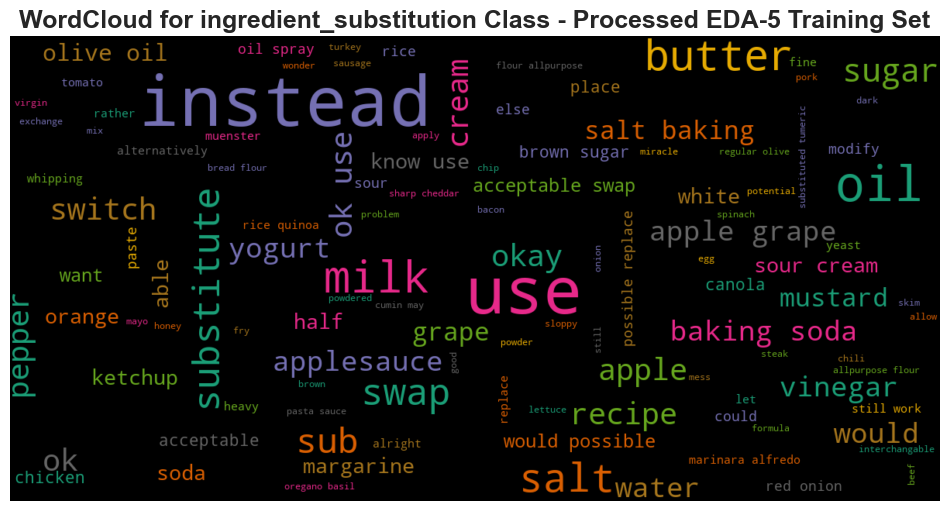 WordCloud for ingredient_substitution Class - Processed EDA-5 Training Set
olive oil
oil spray
turkey
rice
wonder
sausage
butter
fine
pork
sugar
flour allpurpose
tomato
instead
cream
place
dark
virgin
rather
exchange
mix
muenster
apply
else
salt baking
substituted tumeric
alternatively
ok use
know use
brown sugar
miracle
regular olive
modify
bread flour
sour
sharp cheddar
chip
whipping
acceptable swap
white
potential
oil
switch
substitute
problem
bacon
spinach
rice quinoa
possible replace
apple grape
yeast
paste
yogurt
okay
onion
egg
sour cream
want
able
milk
use
canola
skim
powdered
cumin may
mustard
pepper
orange
mayo
honey
half
sloppy
allow
fry
grape
powder
still
baking soda
applesauce
good
steak
chili
ketchup
brown
apple
mess
allpurpose flour
vinegar
swap
replace
heavy
pasta sauce
lettuce
recipe
let
could
still work
formula
acceptable
sub
alright
would possible
would
interchangable
ok
margarine
marinara alfredo
beef
chicken
soda
oregano basil
salt
water
red onion